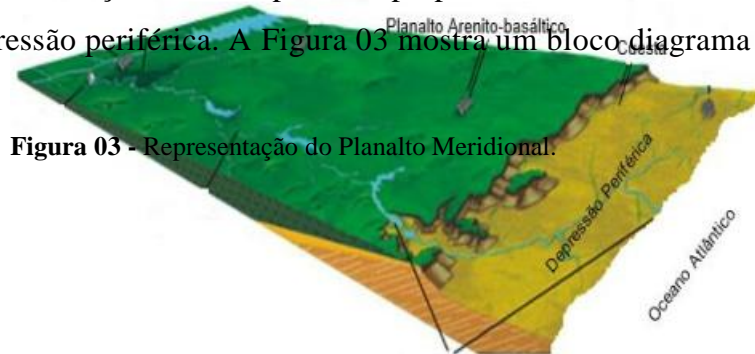 Planalto Arenito-basáltico
ressão periférica. A Figura 03 mostra um bloco diagrama
Cuesta
Figura 03 - Representação do Planalto Meridional.
Depressão Periférica
Oceano Atlântico